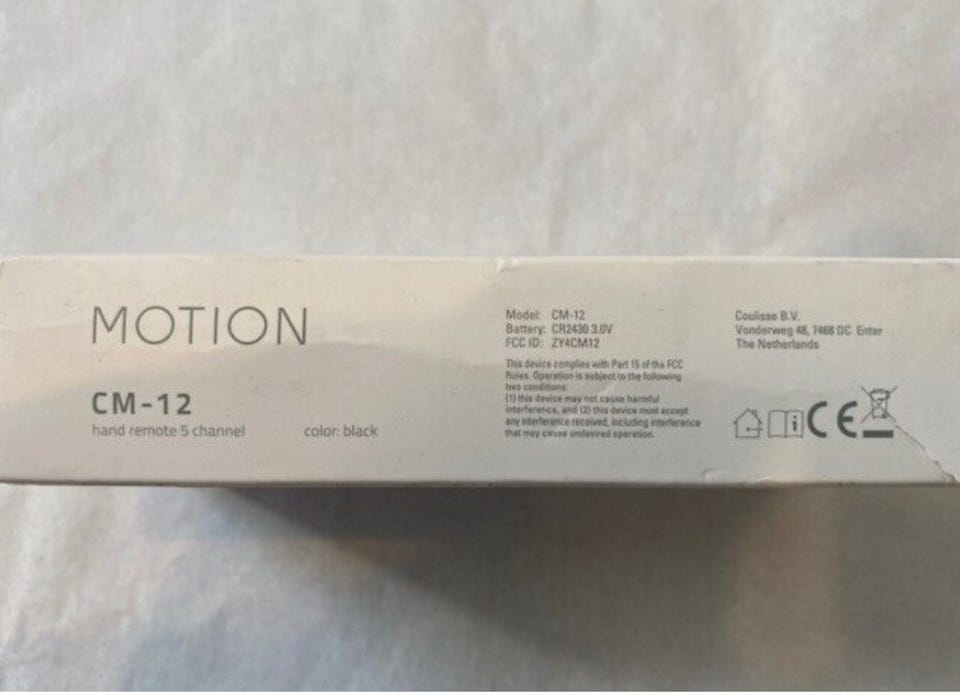 MOTION
CM-12
hand remote 5 channel
color: black
Model: CM-12
Battery: CR2430 3.0V
FCC ID: ZY4CM12
This device complies with Part 15 of the FCC
Rules. Operation is subject to the following
two conditions:
(1) this device may not cause harmful
interference, and (2) this device must accept
any interference received, including interference
that may cause undesired operation.
Coulisse B.V.
Vonderweg 48, 7468 DC Enter
The Netherlands
i CE